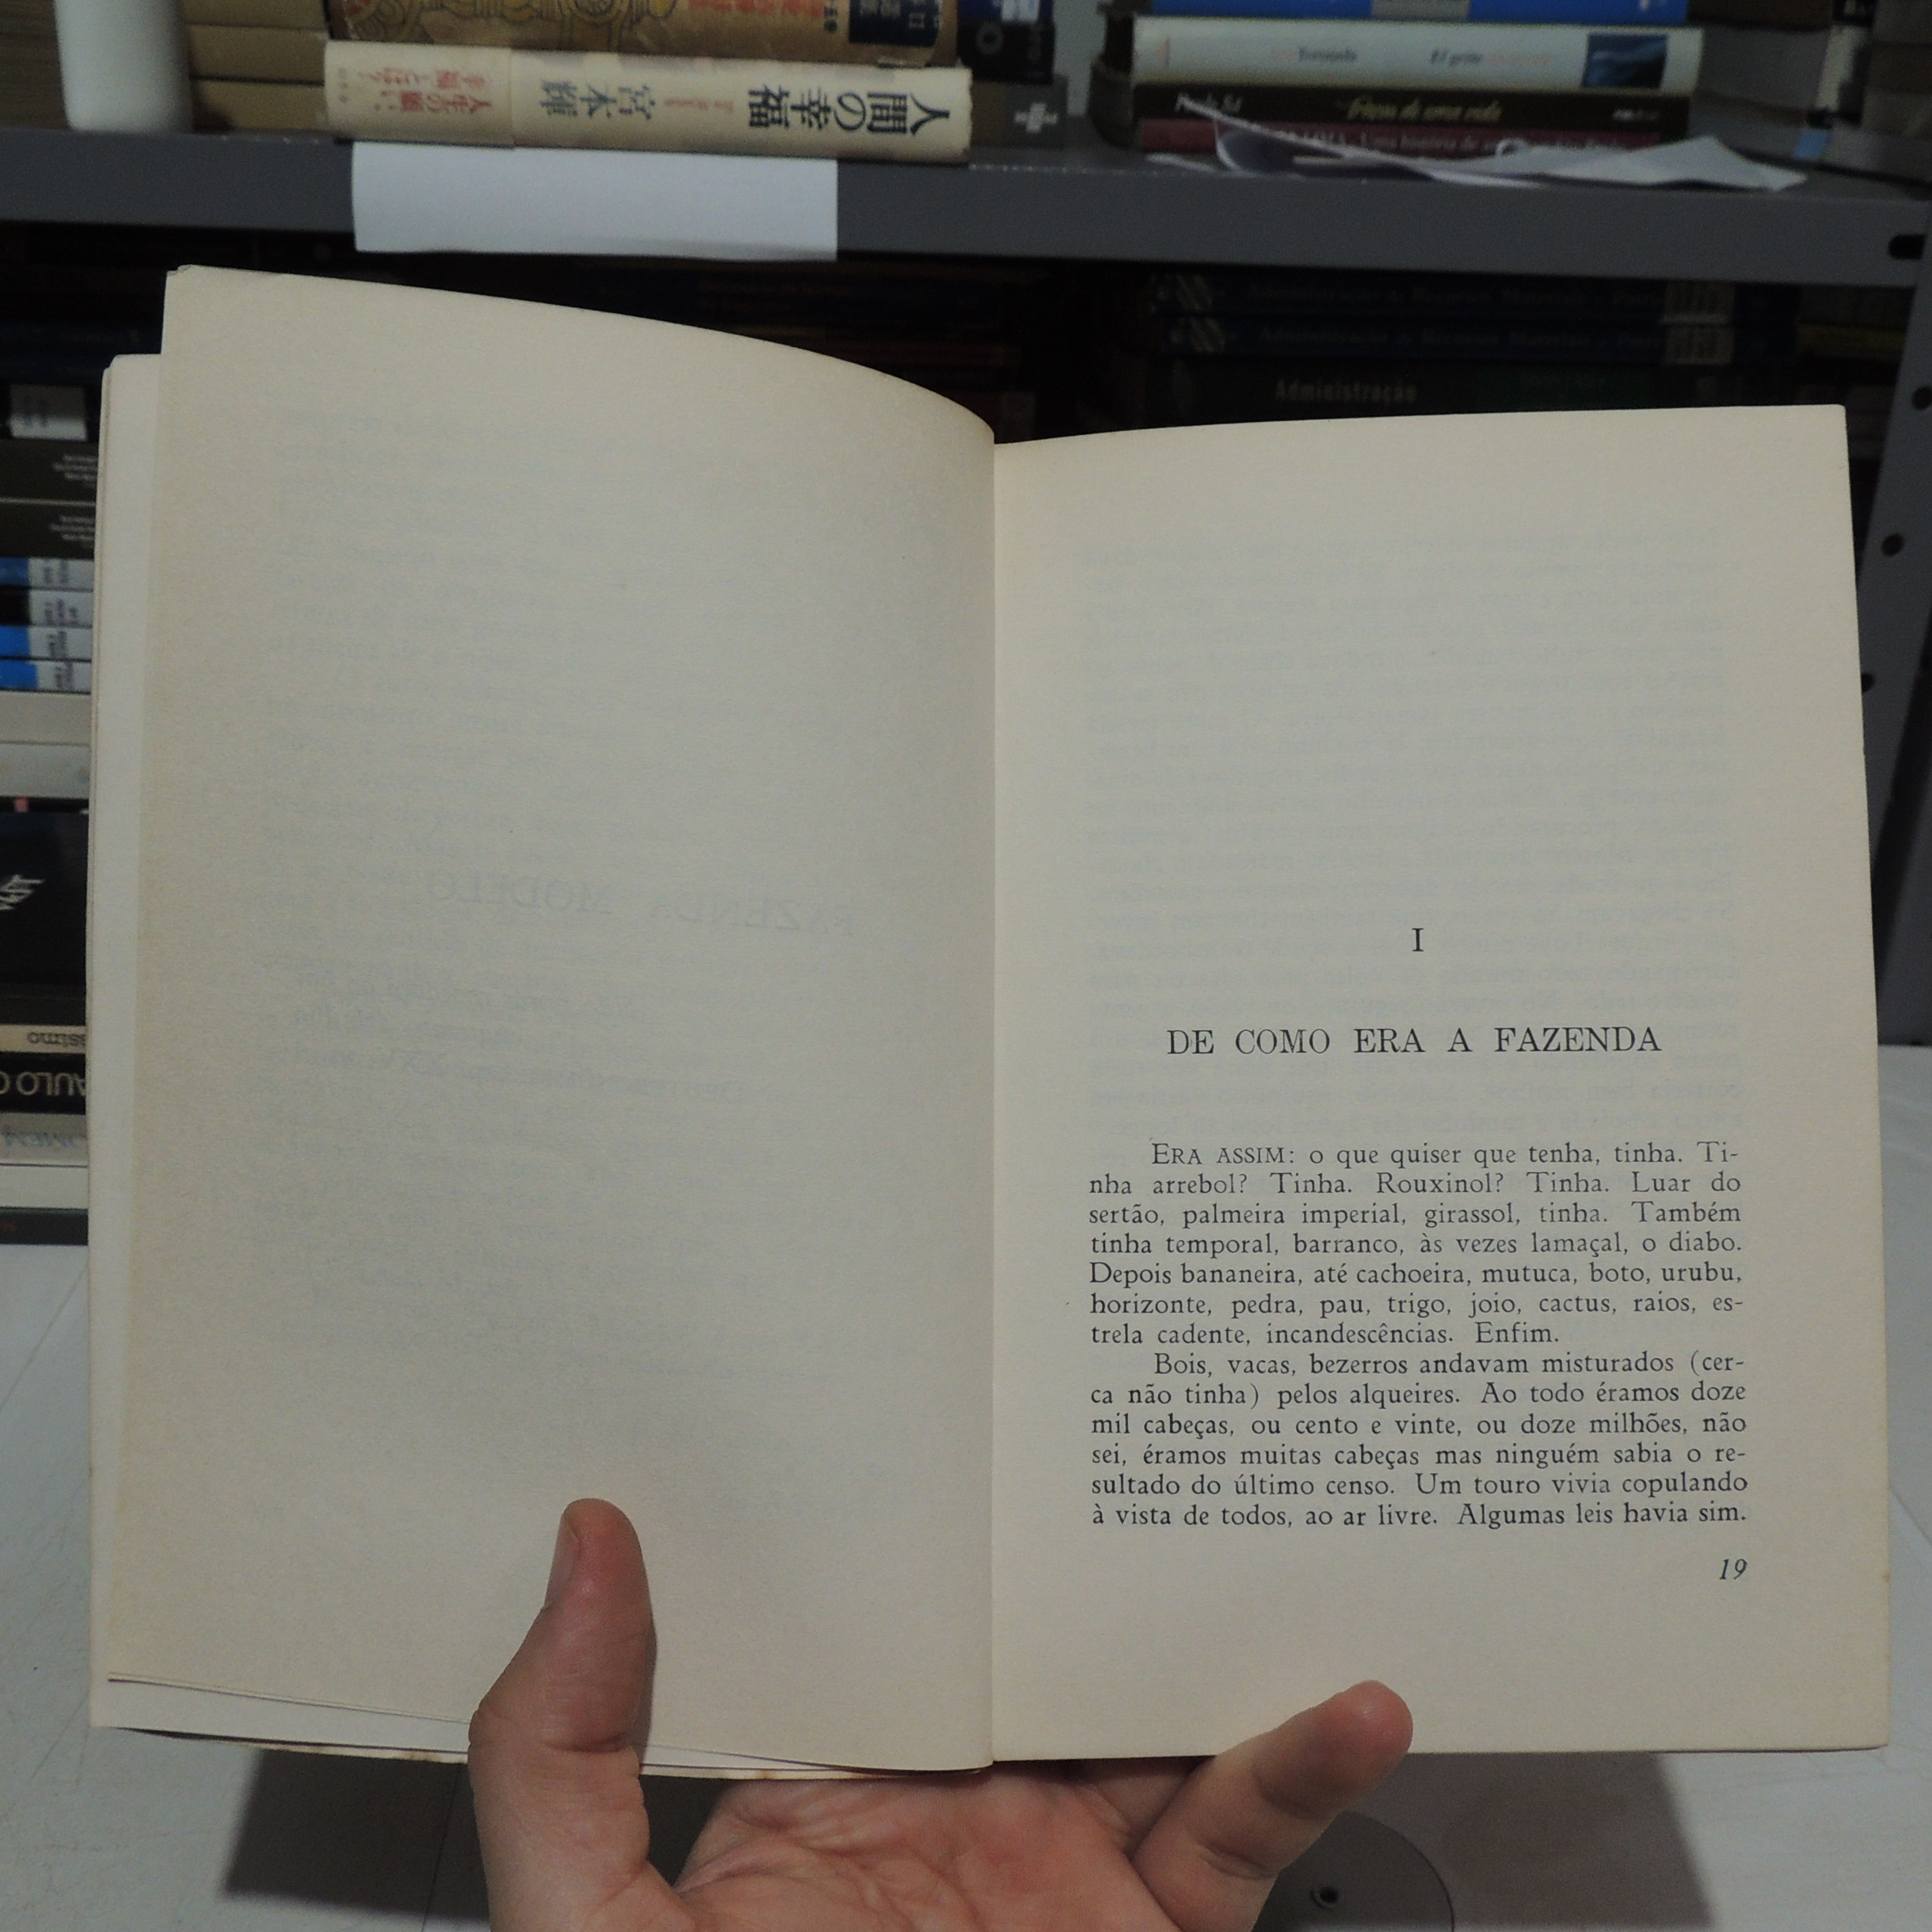 人間の幸福
宮本輝
Administração
I
DE COMO ERA A FAZENDA
ERA ASSIM: o que quiser que tenha, tinha. Ti-
nha arrebol? Tinha. Rouxinol? Tinha. Luar do
sertão, palmeira imperial, girassol, tinha. Também
tinha temporal, barranco, às vezes lamaçal, o diabo.
Depois bananeira, até cachoeira, mutuca, boto, urubu,
horizonte, pedra, pau, trigo, joio, cactus, raios, es-
trela cadente, incandescências. Enfim.
Bois, vacas, bezerros andavam misturados (cer-
ca não tinha) pelos alqueires. Ao todo éramos doze
mil cabeças, ou cento e vinte, ou doze milhões, não
sei, éramos muitas cabeças mas ninguém sabia o re-
sultado do último censo. Um touro vivia copulando
à vista de todos, ao ar livre. Algumas leis havia sim.
19